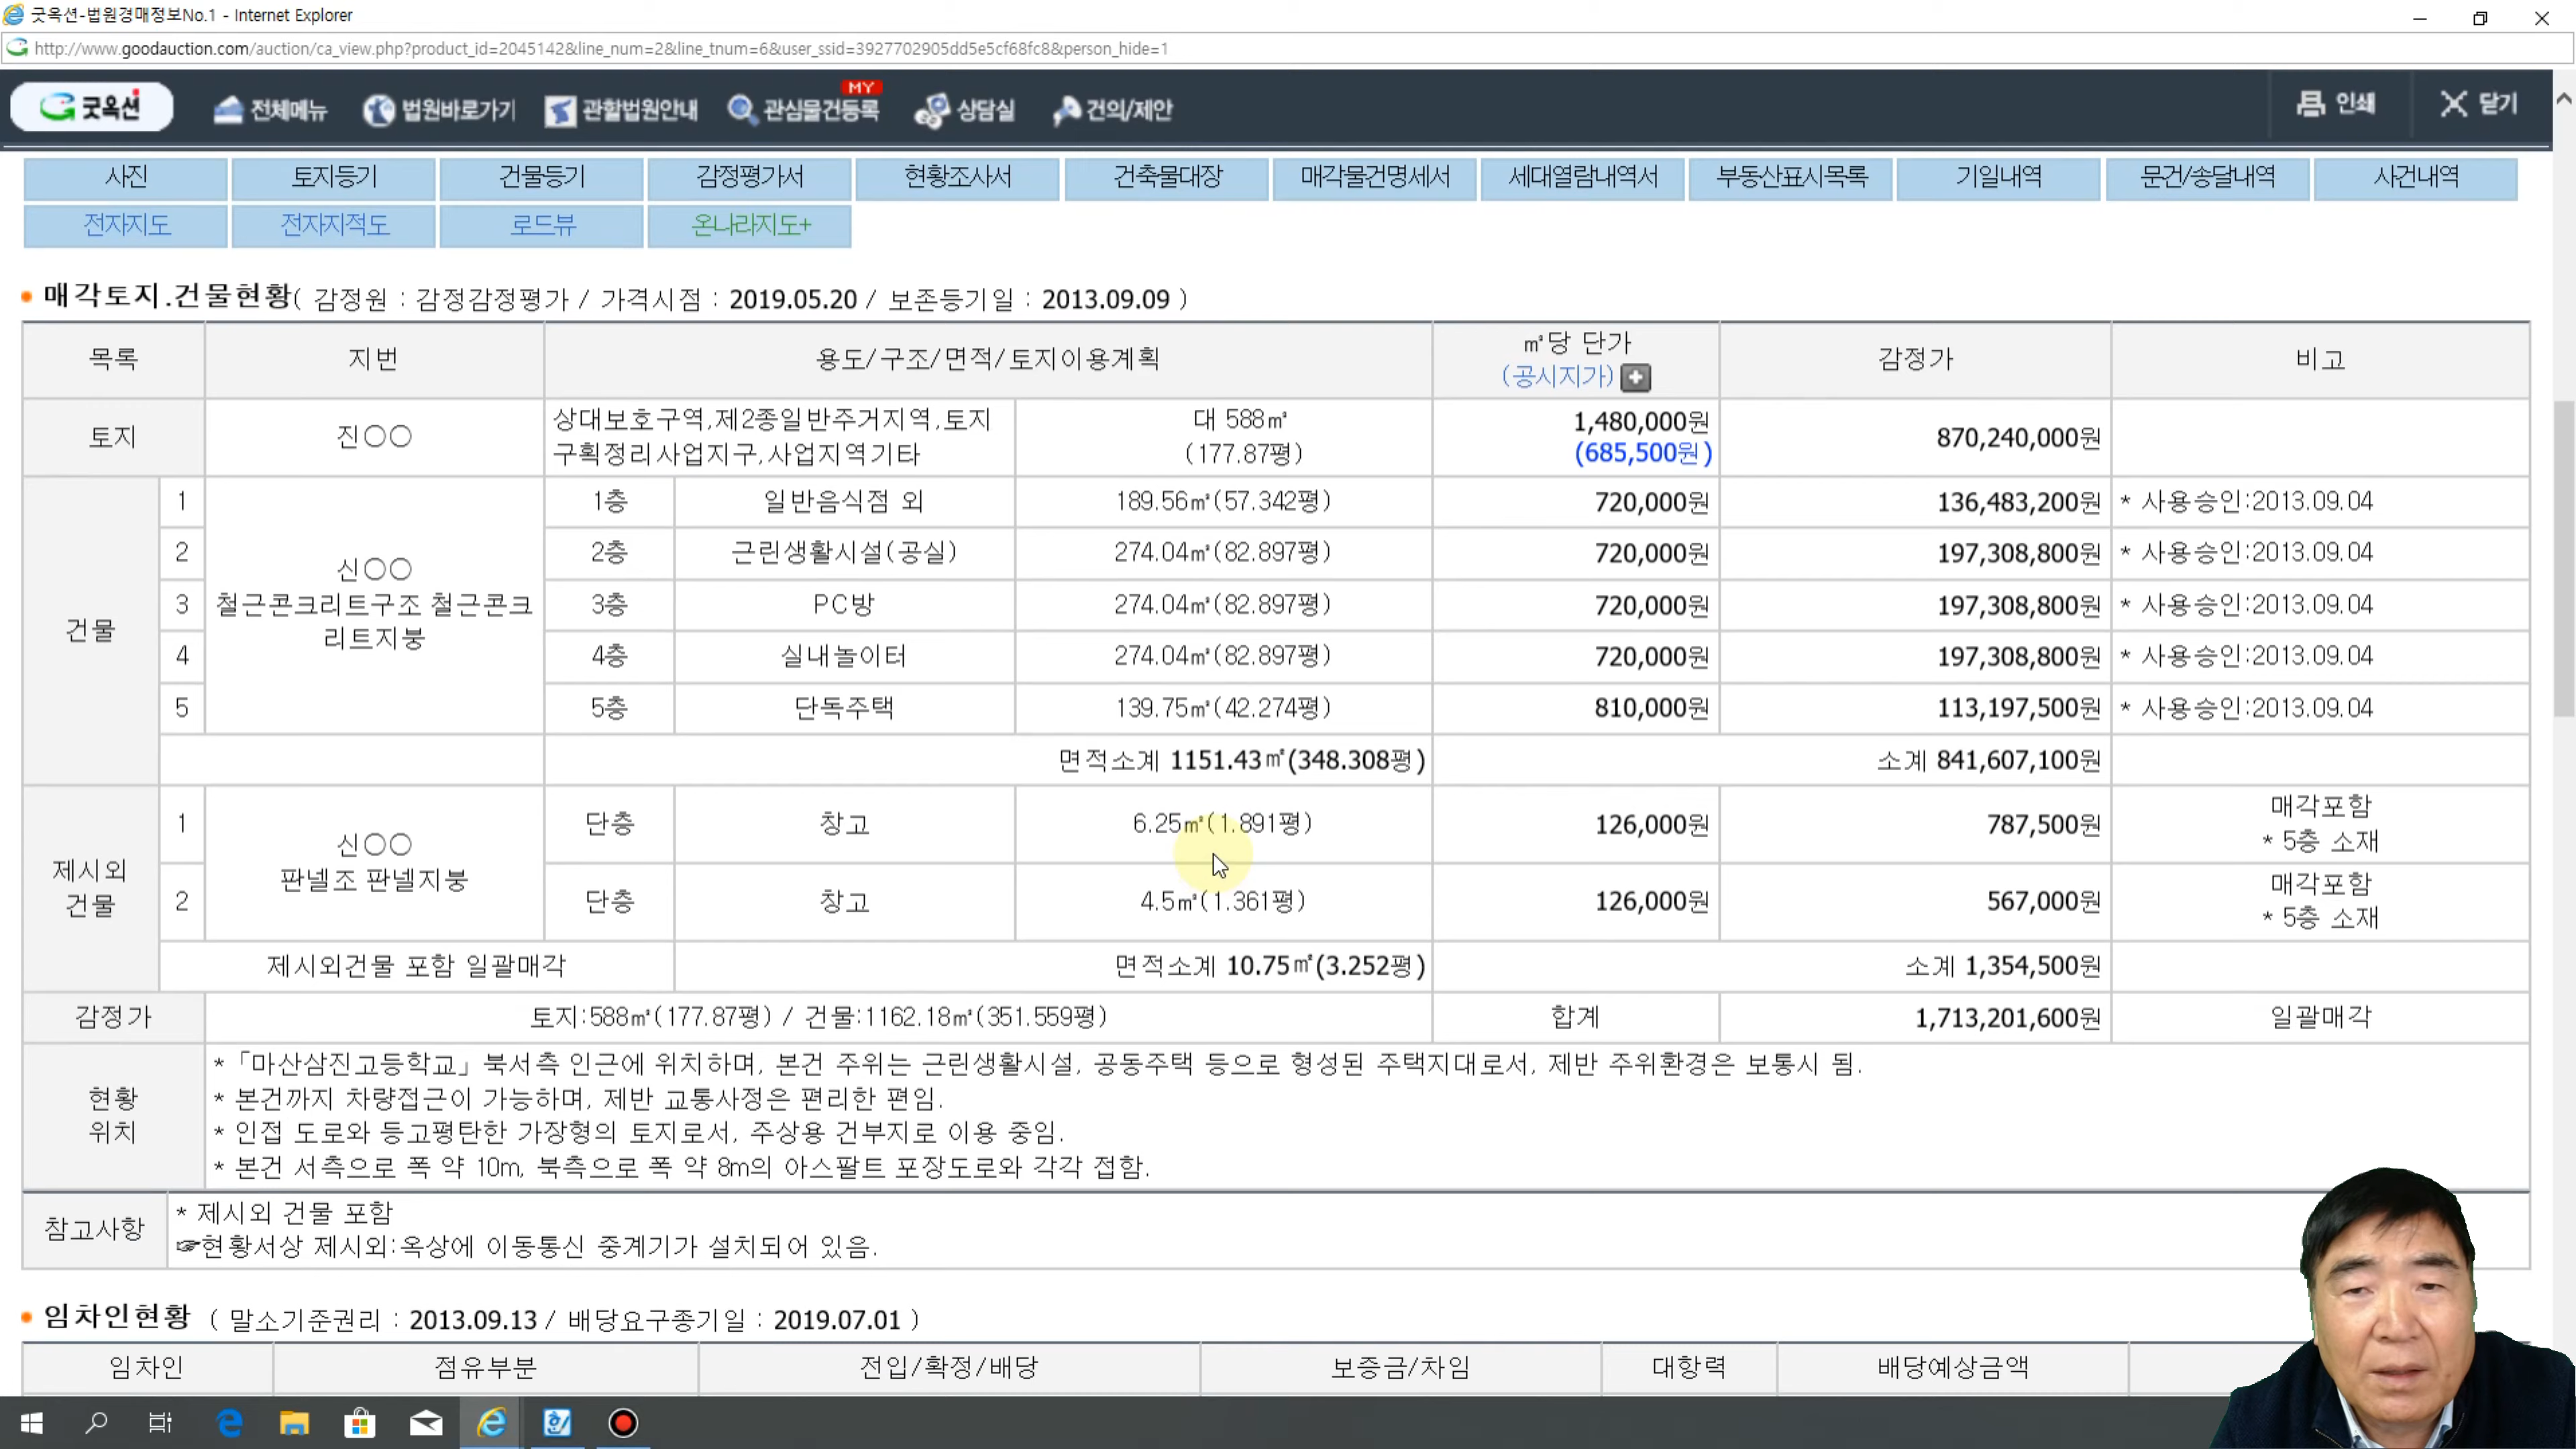 굿옥션-법원경매정보No.1 - Internet Explorer
http://www.goodauction.com/auction/ca_view.php?product_id=2045142&line_num=2&line_tnum=6&user_ssid=3927702905dd5e5cf68fc8&person_hide=1
굿옥션 전체메뉴 법원바로가기 관할법원안내 관심물건등록 MY 상담실 건의/제안 인쇄 닫기
사진 토지등기 건물등기 감정평가서 현황조사서 건축물대장 매각물건명세서 세대열람내역서 부동산표시목록 기일내역 문건/송달내역 사건내역
전자지도 전자지적도 로드뷰 온나라지도+
• 매각토지.건물현황( 감정원 : 감정감정평가 / 가격시점 : 2019.05.20 / 보존등기일 : 2013.09.09 )
목록 지번 용도/구조/면적/토지이용계획 ㎡당 단가 (공시지가) 감정가 비고
토지 진○○ 상대보호구역,제2종일반주거지역,토지 대 588㎡ 1,480,000원 870,240,000원
구획정리사업지구,사업지역기타 (177.87평) (685,500원)
건물 신○○ 철근콘크리트구조 철근콘크리트지붕
1 1층 일반음식점 외 189.56㎡(57.342평) 720,000원 136,483,200원 * 사용승인:2013.09.04
2 2층 근린생활시설(공실) 274.04㎡(82.897평) 720,000원 197,308,800원 * 사용승인:2013.09.04
3 3층 PC방 274.04㎡(82.897평) 720,000원 197,308,800원 * 사용승인:2013.09.04
4 4층 실내놀이터 274.04㎡(82.897평) 720,000원 197,308,800원 * 사용승인:2013.09.04
5 5층 단독주택 139.75㎡(42.274평) 810,000원 113,197,500원 * 사용승인:2013.09.04
면적소계 1151.43㎡(348.308평) 소계 841,607,100원
제시외 건물 신○○ 판넬조 판넬지붕
1 단층 창고 6.25㎡(1.891평) 126,000원 787,500원 매각포함 * 5층 소재
2 단층 창고 4.5㎡(1.361평) 126,000원 567,000원 매각포함 * 5층 소재
제시외건물 포함 일괄매각 면적소계 10.75㎡(3.252평) 소계 1,354,500원
감정가 토지:588㎡(177.87평) / 건물:1162.18㎡(351.559평) 합계 1,713,201,600원 일괄매각
현황 위치
* 「마산삼진고등학교」 북서측 인근에 위치하며, 본건 주위는 근린생활시설, 공동주택 등으로 형성된 주택지대로서, 제반 주위환경은 보통시 됨.
* 본건까지 차량접근이 가능하며, 제반 교통사정은 편리한 편임.
* 인접 도로와 등고평탄한 가장형의 토지로서, 주상용 건부지로 이용 중임.
* 본건 서측으로 폭 약 10m, 북측으로 폭 약 8m의 아스팔트 포장도로와 각각 접함.
참고사항
* 제시외 건물 포함
☞현황서상 제시외:옥상에 이동통신 중계기가 설치되어 있음.
• 임차인현황 ( 말소기준권리 : 2013.09.13 / 배당요구종기일 : 2019.07.01 )
임차인 점유부분 전입/확정/배당 보증금/차임 대항력 배당예상금액